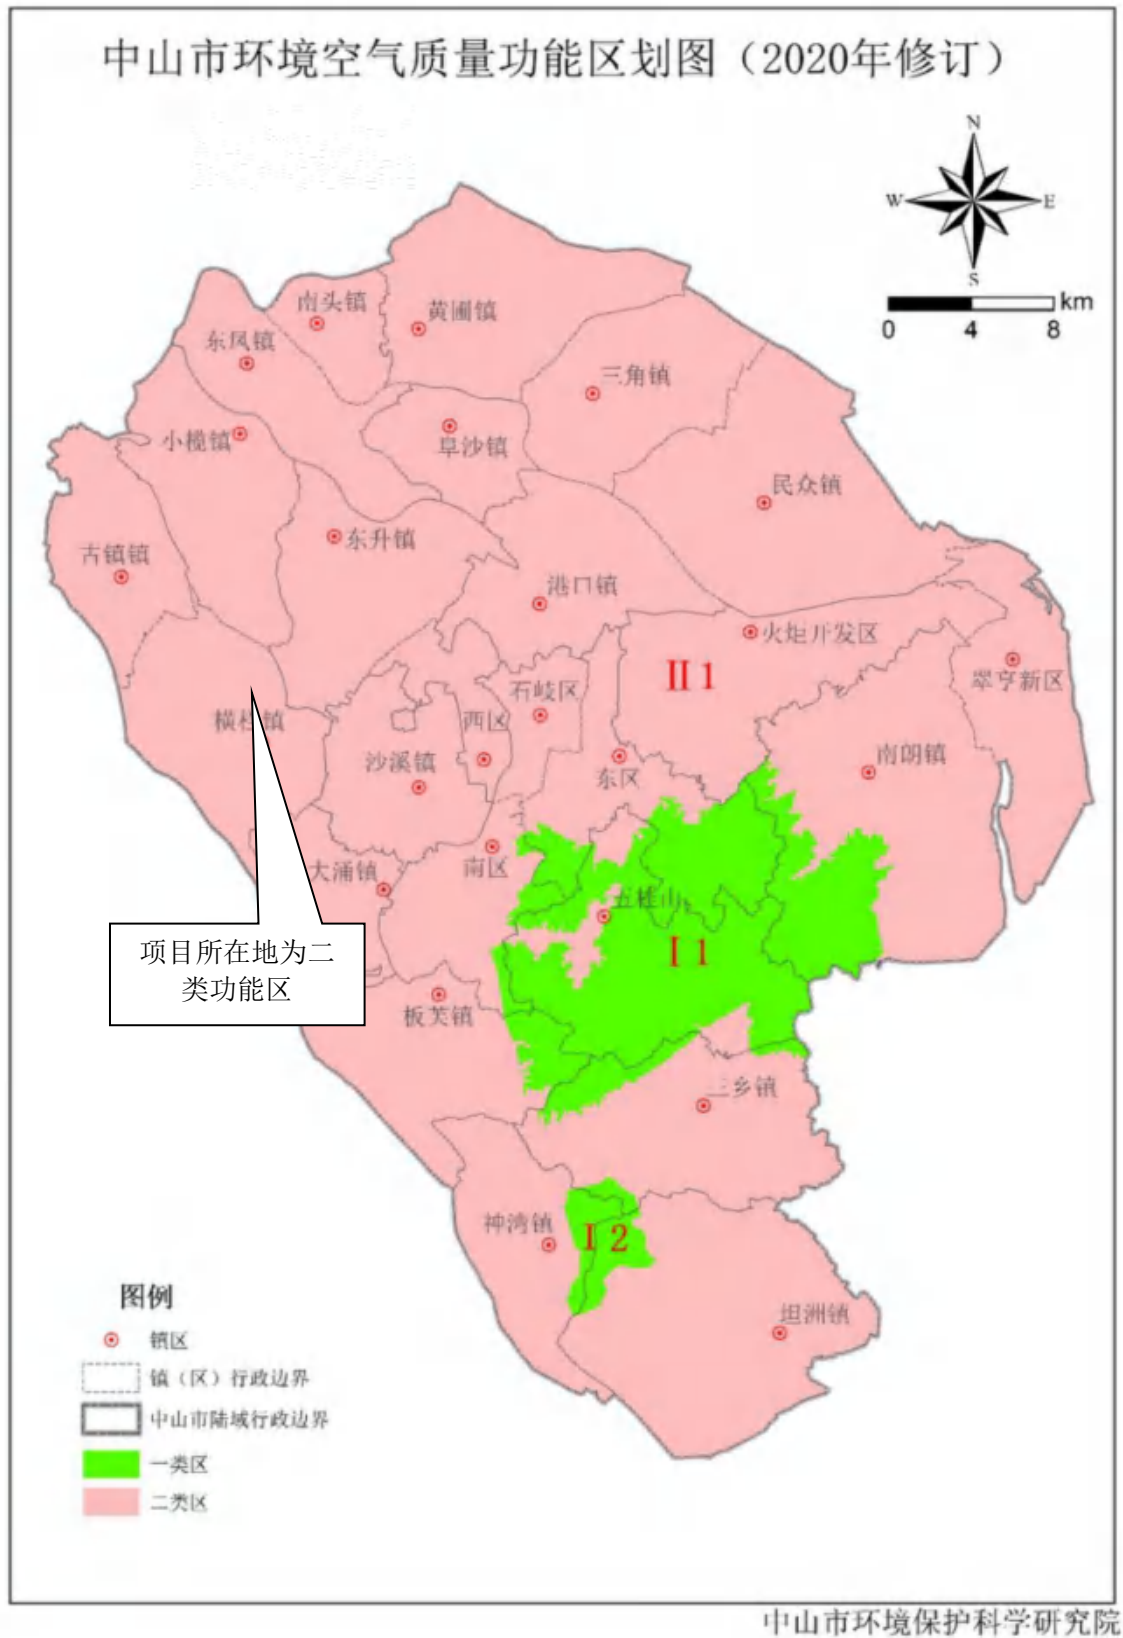 中山市环境空气质量功能区划图（2020年修订）
N
W
E
S
km
0
4
8
南头镇
黄圃镇
东凤镇
三角镇
小榄镇
阜沙镇
民众镇
东升镇
古镇镇
港口镇
火炬开发区
II 1
翠亨新区
石岐区
西区
横栏镇
沙溪镇
东区
南朗镇
大涌镇
南区
五桂山
I 1
项目所在地为二
类功能区
板芙镇
三乡镇
神湾镇
I 2
坦洲镇
图例
镇区
镇（区）行政边界
中山市陆域行政边界
一类区
二类区
中山市环境保护科学研究院